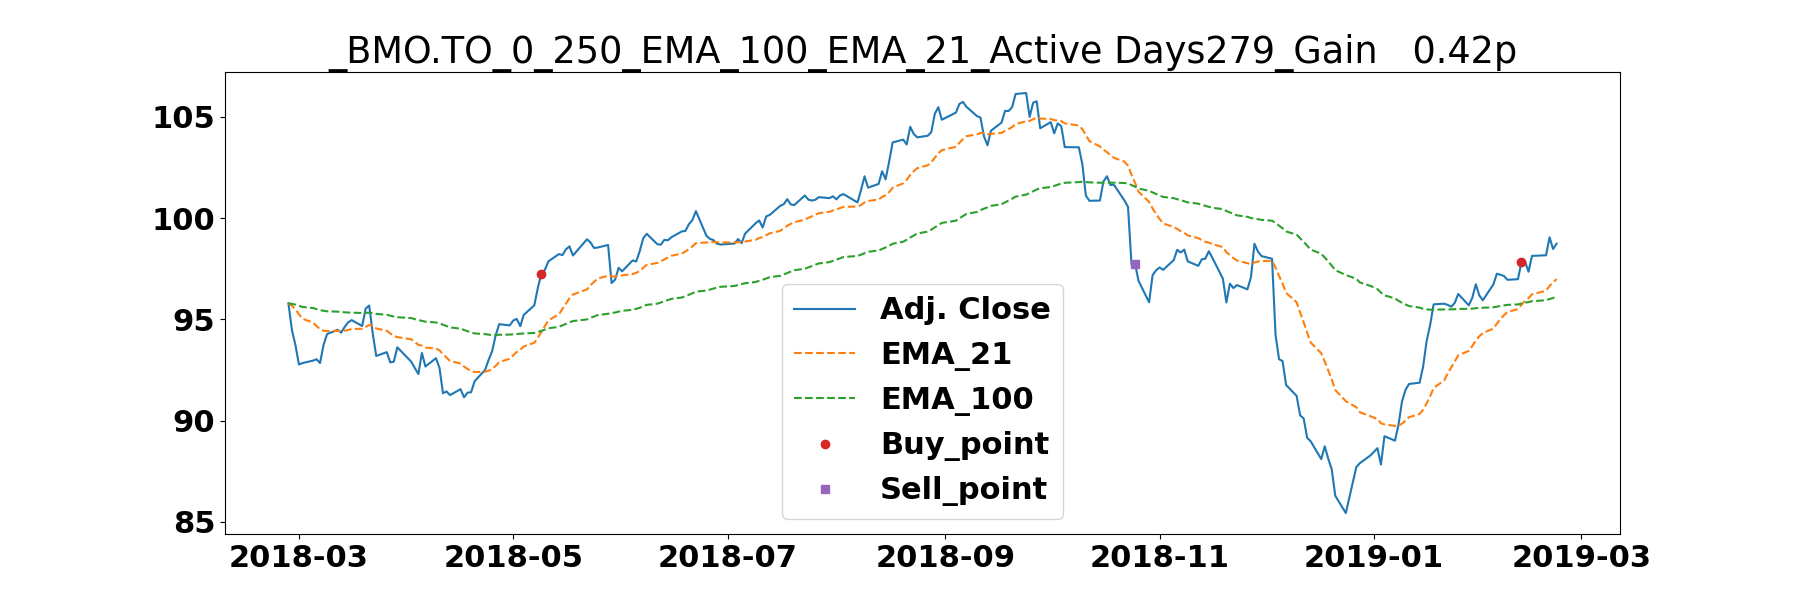 _BMO.TO_0_250_EMA_100_EMA_21_Active Days279_Gain   0.42p
105
100
95
90
85
Adj. Close
EMA_21
EMA_100
Buy_point
Sell_point
2018-03 2018-05 2018-07 2018-09 2018-11 2019-01 2019-03